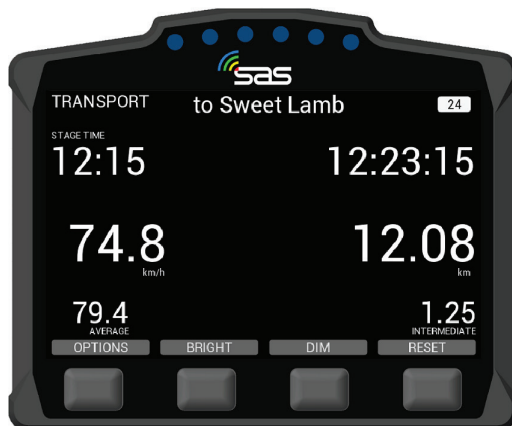 sas
TRANSPORT to Sweet Lamb 24
STAGE TIME
12:15 12:23:15
74.8 12.08
km/h km
79.4 1.25
AVERAGE INTERMEDIATE
OPTIONS BRIGHT DIM RESET